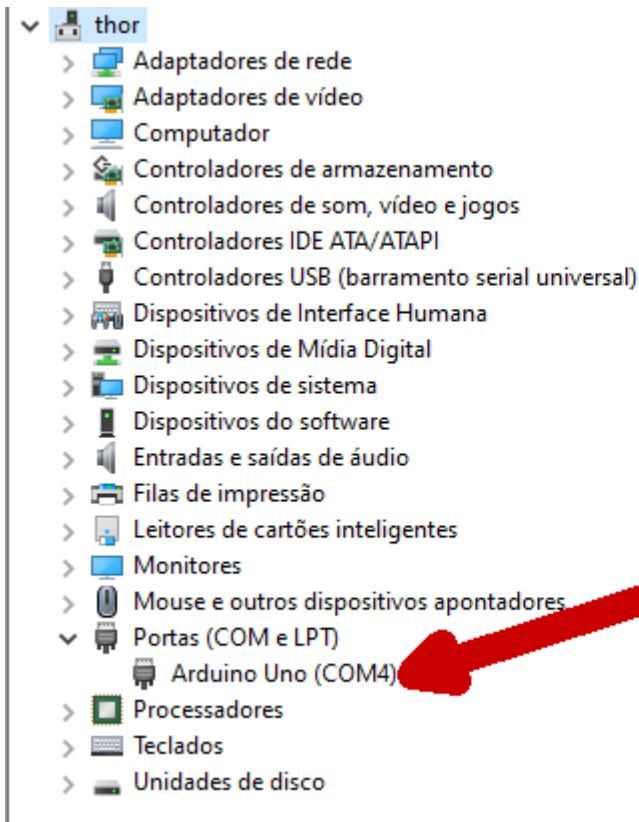 thor
Adaptadores de rede
Adaptadores de vídeo
Computador
Controladores de armazenamento
Controladores de som, vídeo e jogos
Controladores IDE ATA/ATAPI
Controladores USB (barramento serial universal)
Dispositivos de Interface Humana
Dispositivos de Mídia Digital
Dispositivos de sistema
Dispositivos do software
Entradas e saídas de áudio
Filas de impressão
Leitores de cartões inteligentes
Monitores
Mouse e outros dispositivos apontadores
Portas (COM e LPT)
Arduino Uno (COM4)
Processadores
Teclados
Unidades de disco